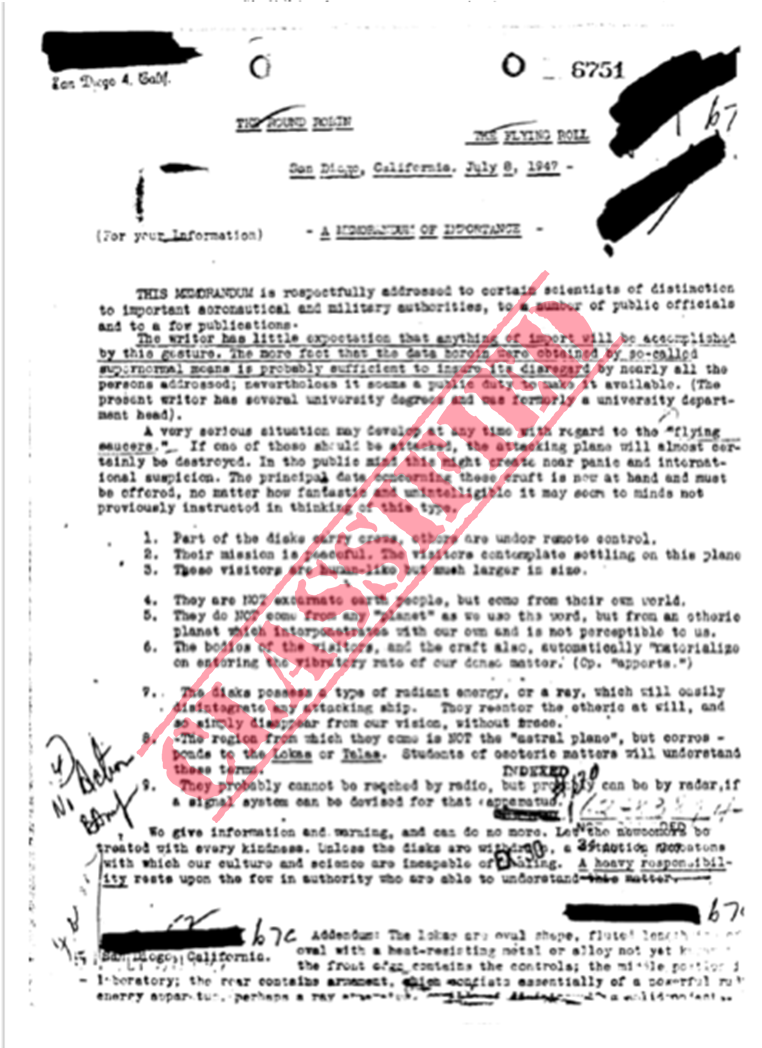 San Diego 4, Calif.
6751
THE ROUND ROBIN
THE FLYING ROLL
b7
San Diego, California. July 8, 1947 -
(For your Information)
- A MEMORANDUM OF IMPORTANCE -
THIS MEMORANDUM is respectfully addressed to certain scientists of distinction
to important aeronautical and military authorities, to a number of public officials
and to a few publications.
The writer has little expectation that anything of import will be accomplished
by this gesture. The mere fact that the data herein were obtained by so-called
supernormal means is probably sufficient to insure its disregard by nearly all the
persons addressed; nevertheless it seems a public duty to make it available. (The
present writer has several university degrees and was formerly a university depart-
ment head).
A very serious situation may develop at any time with regard to the "flying
saucers." If one of these should be attacked, the attacking plane will almost cer-
tainly be destroyed. In the public mind this might create near panic and internat-
ional suspicion. The principal data concerning these craft is now at hand and must
be offered, no matter how fantastic and unintelligible it may seem to minds not
previously instructed in thinking of this type.
1. Part of the disks carry crews, others are under remote control.
2. Their mission is peaceful. The visitors contemplate settling on this plane
3. These visitors are human-like but much larger in size.
4. They are NOT excarnate earth people, but come from their own world.
5. They do NOT come from any "planet" as we use the word, but from an etheric
planet which interpenetrates with our own and is not perceptible to us.
6. The bodies of the visitors, and the craft also, automatically "materialize
on entering the vibratory rate of our dense matter. (Cp. "apports.")
7. The disks possess a type of radiant energy, or a ray, which will easily
disintegrate any attacking ship. They reenter the etheric at will, and
so simply disappear from our vision, without trace.
8. The region from which they come is NOT the "astral plane", but corres -
ponds to the Lokas or Talas. Students of esoteric matters will understand
these terms.
INDEXED
9. They probably cannot be reached by radio, but probably can be by radar, if
a signal system can be devised for that apparatus.
No Action
We give information and warning, and can do no more. Let the newcomers be
treated with every kindness. Unless the disks are withdrawn, a
with which our culture and science are incapable of dealing. A heavy responsibil-
EX-30
ity rests upon the few in authority who are able to understand this matter.
b7C
b7C
San Diego, California.
Addendum: The lokas are oval shape, fluted length
oval with a heat-resisting metal or alloy not yet
the front edge contains the controls; the middle portion
laboratory; the rear contains armament, which consists essentially of a powerful
energy apparatus, perhaps a ray
CLASSIFIED